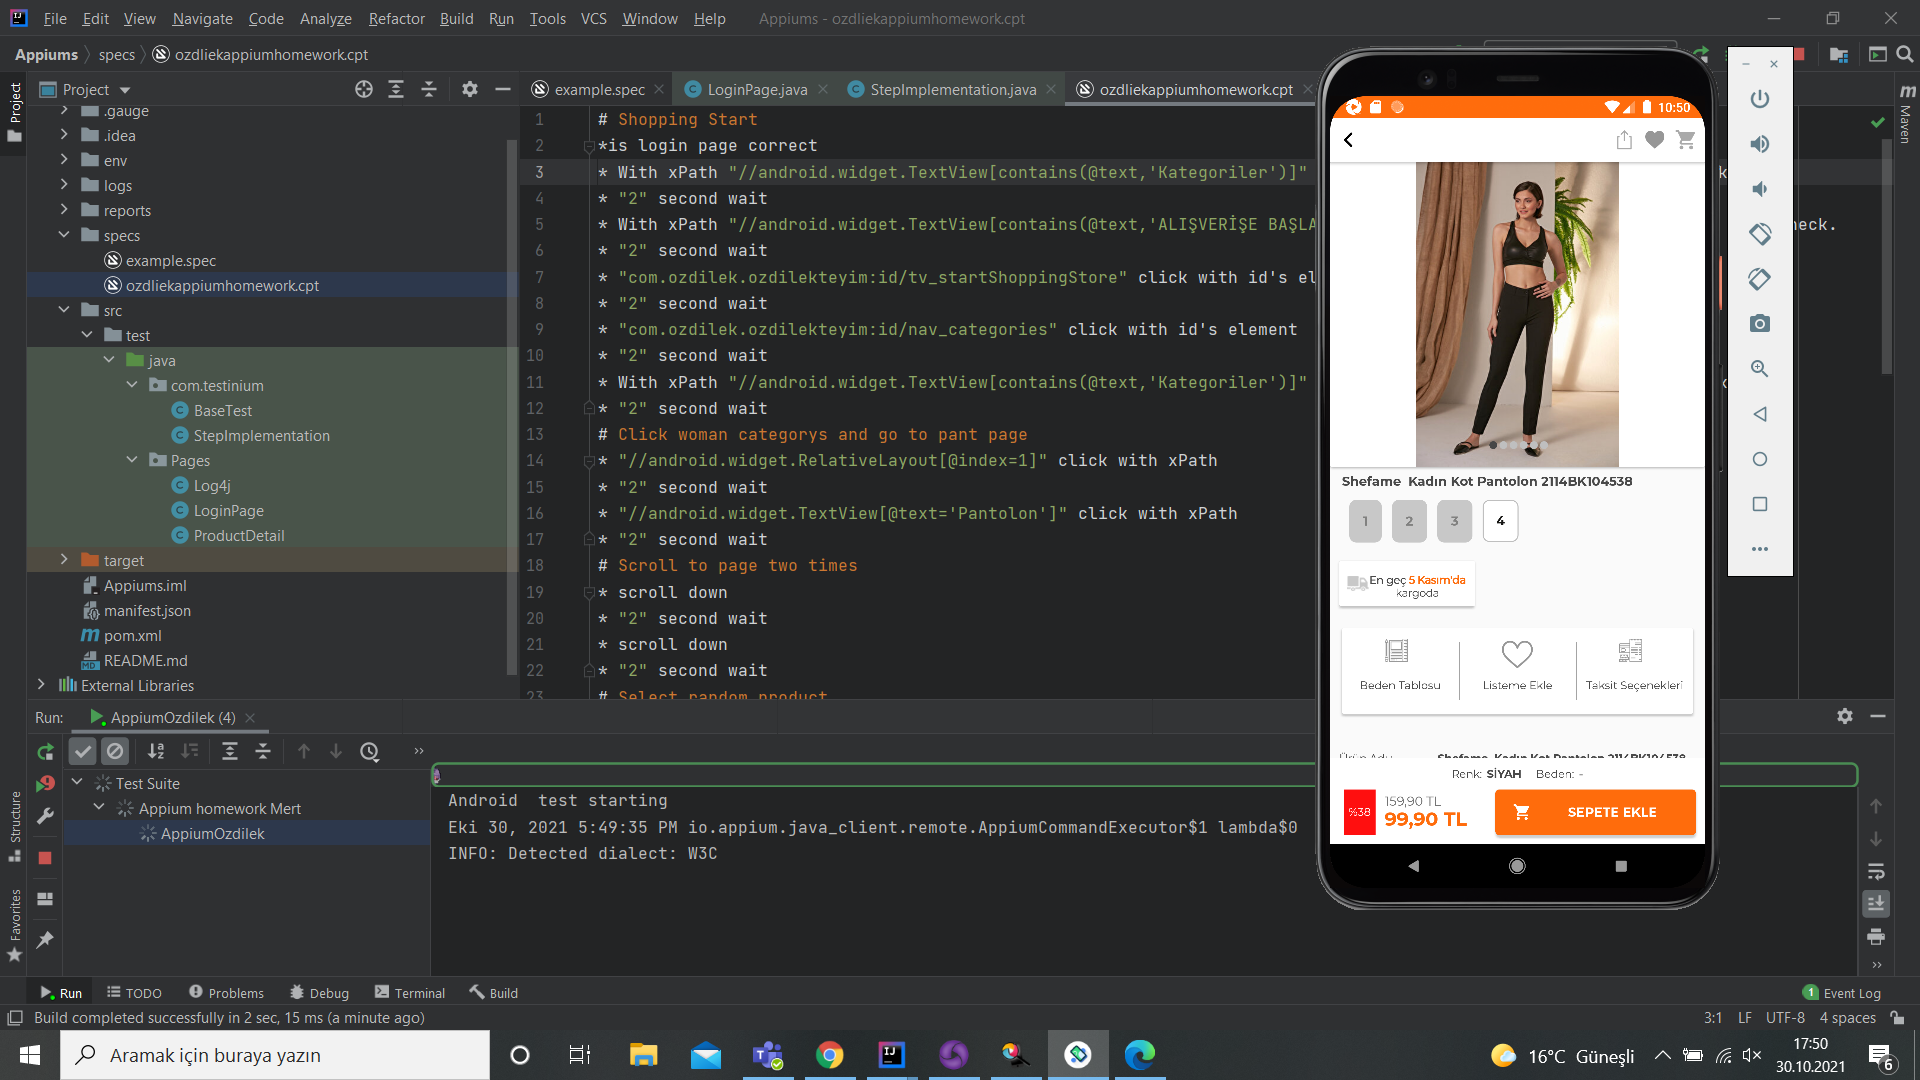 File Edit View Navigate Code Analyze Refactor Build Run Tools VCS Window Help Appiums - ozdliekappiumhomework.cpt
Appiums specs ozdliekappiumhomework.cpt
Project
example.spec LoginPage.java StepImplementation.java ozdliekappiumhomework.cpt
Project
Maven
.gauge
.idea
env
logs
reports
specs
example.spec
ozdliekappiumhomework.cpt
src
test
java
com.testinium
BaseTest
StepImplementation
Pages
Log4j
LoginPage
ProductDetail
target
Appiums.iml
manifest.json
pom.xml
README.md
External Libraries
1 # Shopping Start
2 *is login page correct
3 * With xPath "//android.widget.TextView[contains(@text,'Kategoriler')]"
4 * "2" second wait
5 * With xPath "//android.widget.TextView[contains(@text,'ALIŞVERİŞE BAŞLA
heck.
6 * "2" second wait
7 * "com.ozdilek.ozdilekteyim:id/tv_startShoppingStore" click with id's el
8 * "2" second wait
9 * "com.ozdilek.ozdilekteyim:id/nav_categories" click with id's element
10 * "2" second wait
11 * With xPath "//android.widget.TextView[contains(@text,'Kategoriler')]"
12 * "2" second wait
13 # Click woman categorys and go to pant page
14 * "//android.widget.RelativeLayout[@index=1]" click with xPath
15 * "2" second wait
16 * "//android.widget.TextView[@text='Pantolon']" click with xPath
17 * "2" second wait
18 # Scroll to page two times
19 * scroll down
20 * "2" second wait
21 * scroll down
22 * "2" second wait
23 # Select random product
10:50
Shefame Kadın Kot Pantolon 2114BK104538
1 2 3 4
En geç 5 Kasım'da
kargoda
Beden Tablosu Listeme Ekle Taksit Seçenekleri
Ürün Adı: Shefame Kadın Kot Pantolon 2114BK104538
Renk: SİYAH Beden: -
%38 159,90 TL
99,90 TL
SEPETE EKLE
Run: AppiumOzdilek (4)
Test Suite
Appium homework Mert
AppiumOzdilek
Android test starting
Eki 30, 2021 5:49:35 PM io.appium.java_client.remote.AppiumCommandExecutor$1 lambda$0
INFO: Detected dialect: W3C
Structure
Favorites
Run TODO Problems Debug Terminal Build
1 Event Log
Build completed successfully in 2 sec, 15 ms (a minute ago)
3:1 LF UTF-8 4 spaces
Aramak için buraya yazın
16°C Güneşli
17:50
30.10.2021
6